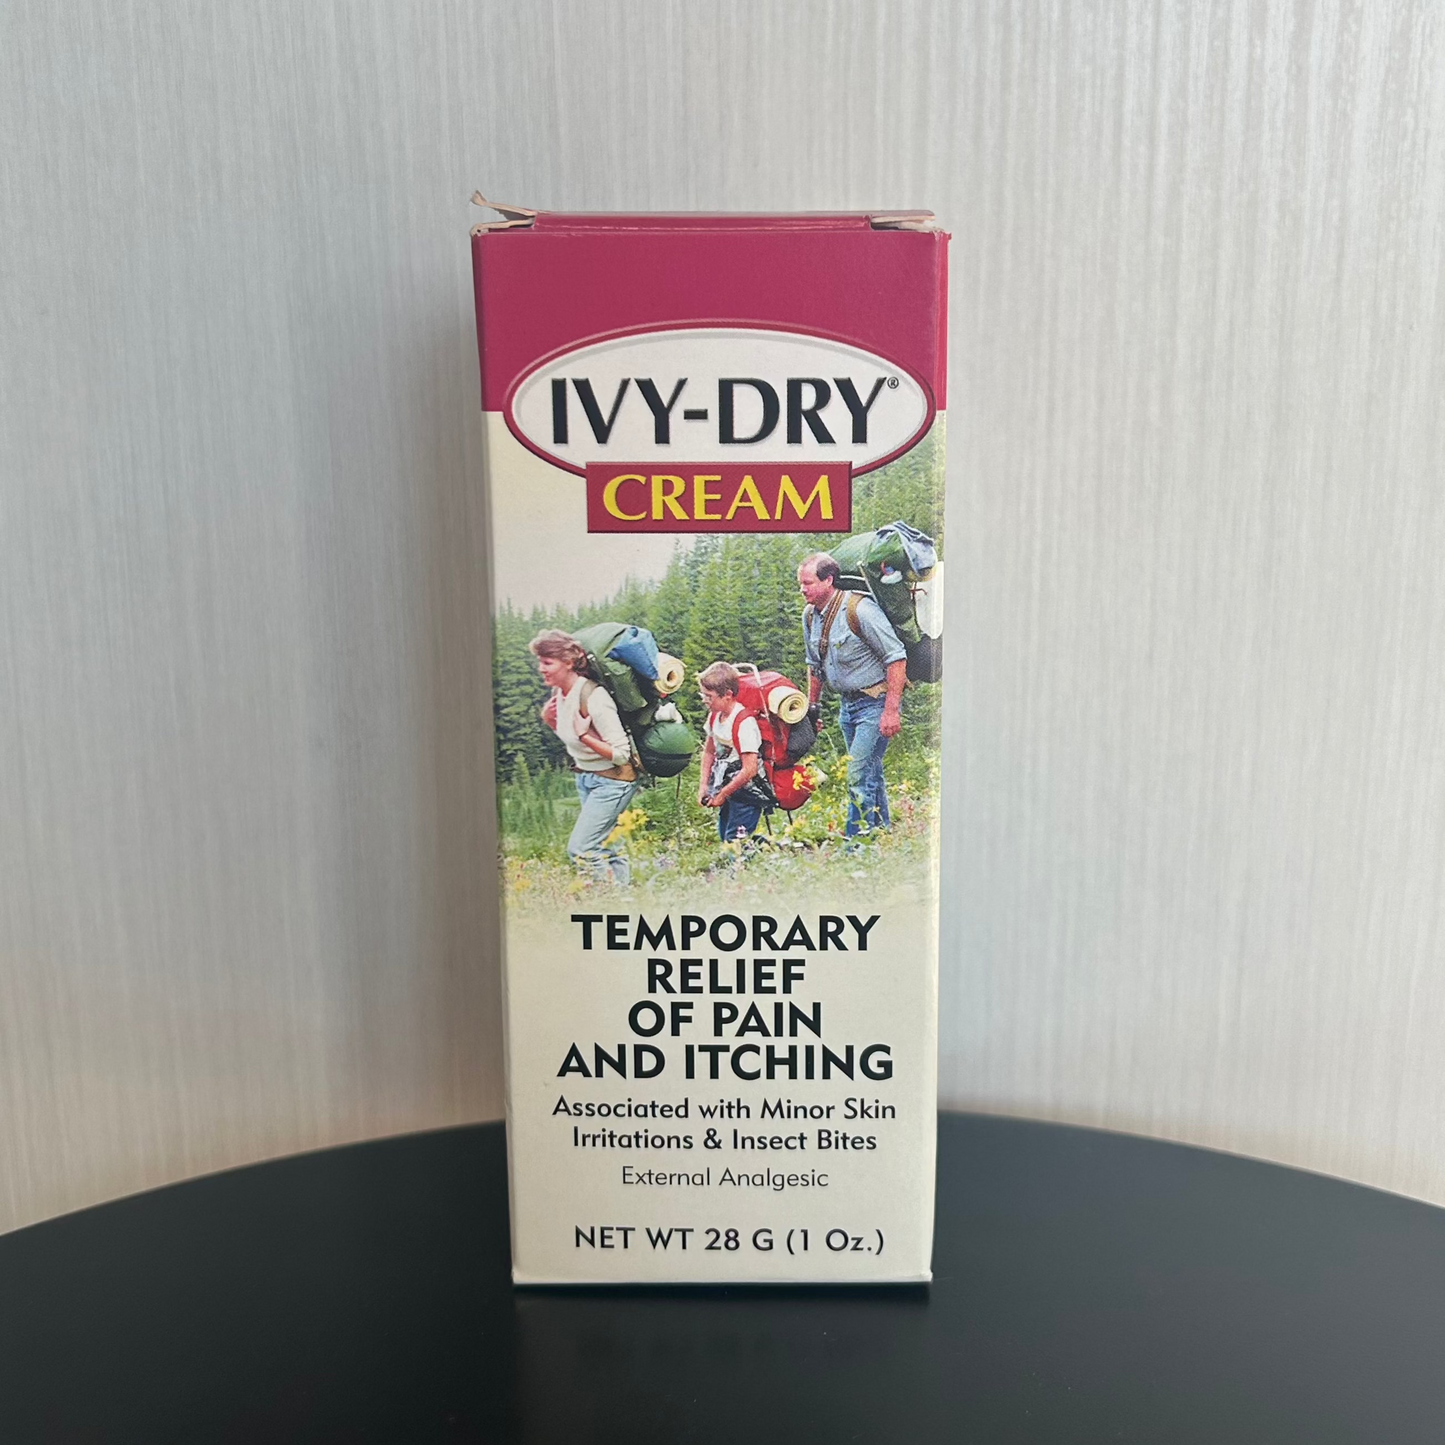 IVY-DRY®
CREAM
TEMPORARY
RELIEF
OF PAIN
AND ITCHING
Associated with Minor Skin
Irritations & Insect Bites
External Analgesic
NET WT 28 G (1 Oz.)